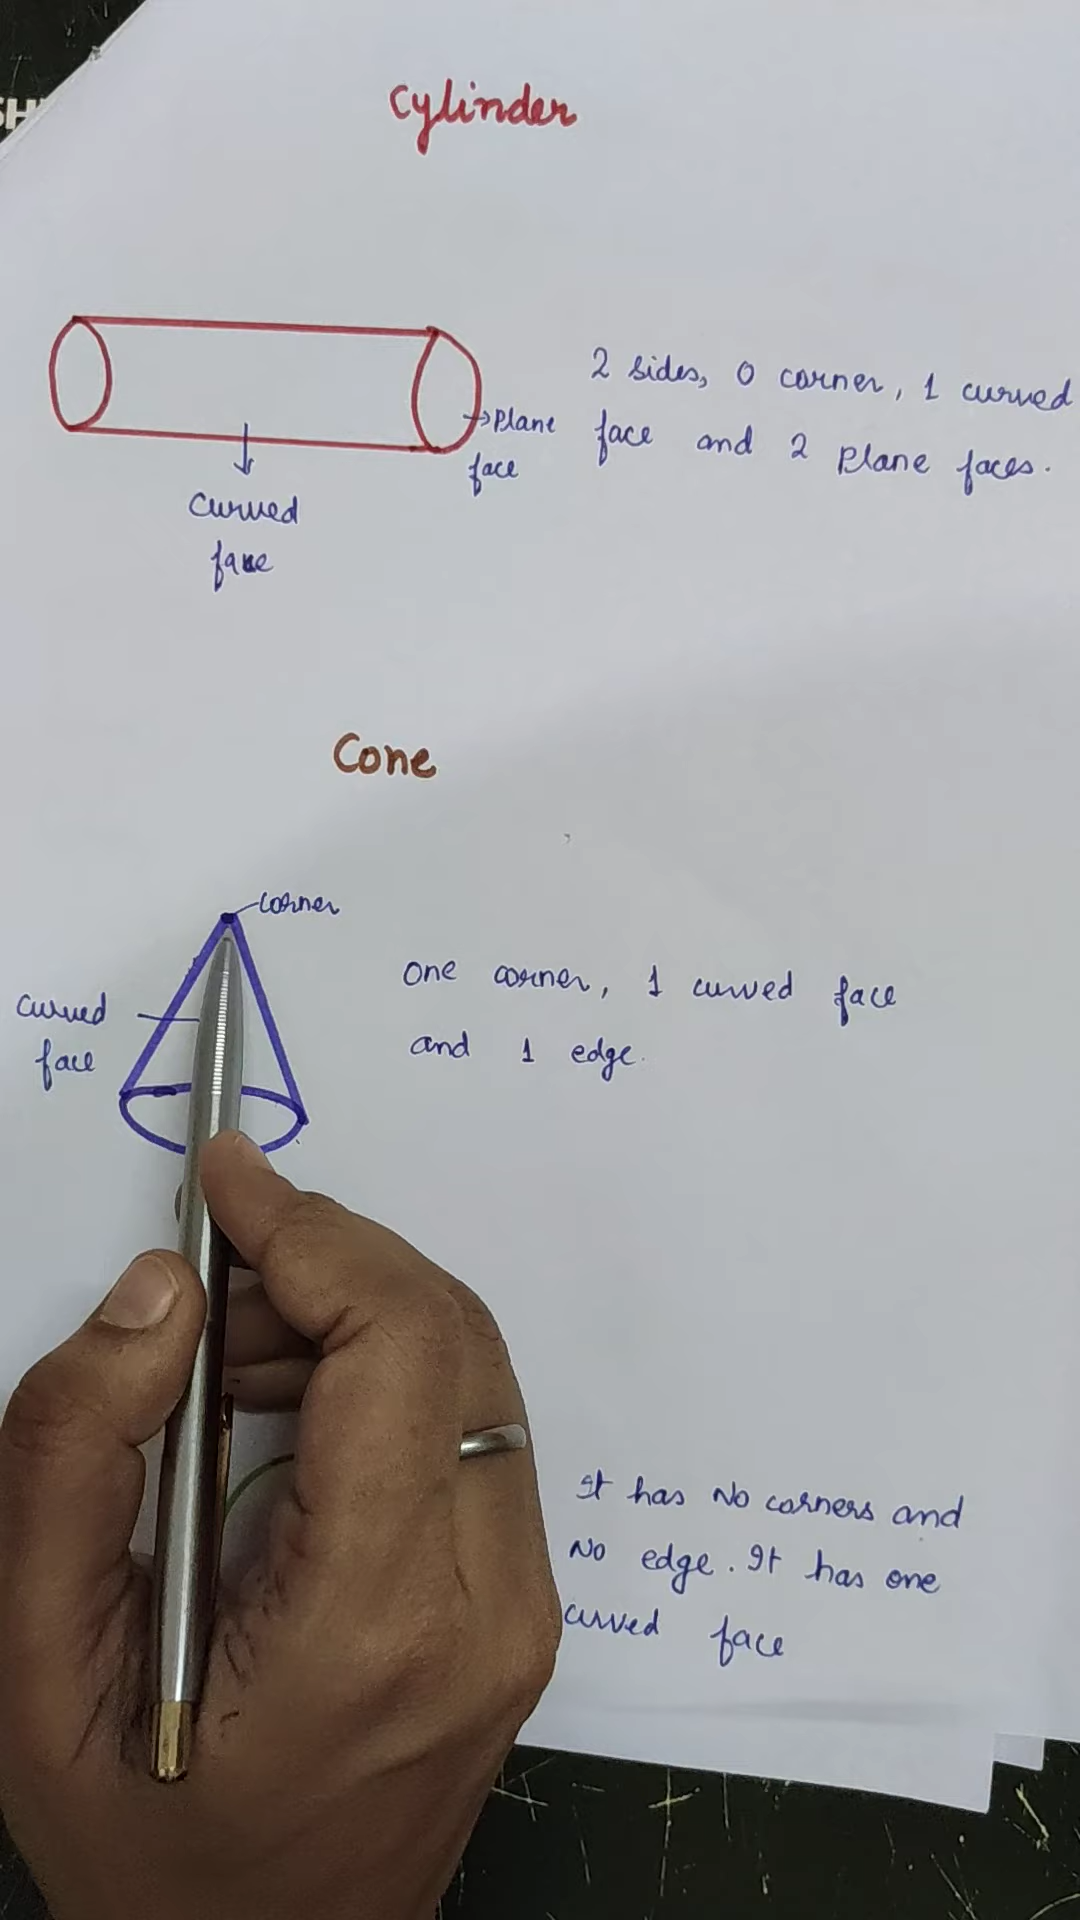 SH
Cylinder
2 sides, 0 corner, 1 curved
face and 2 Plane faces.
Plane
face
Curved
face
Cone
corner
Curved
face
one corner, 1 curved face
and 1 edge.
It has No corners and
No edge. It has one
curved face